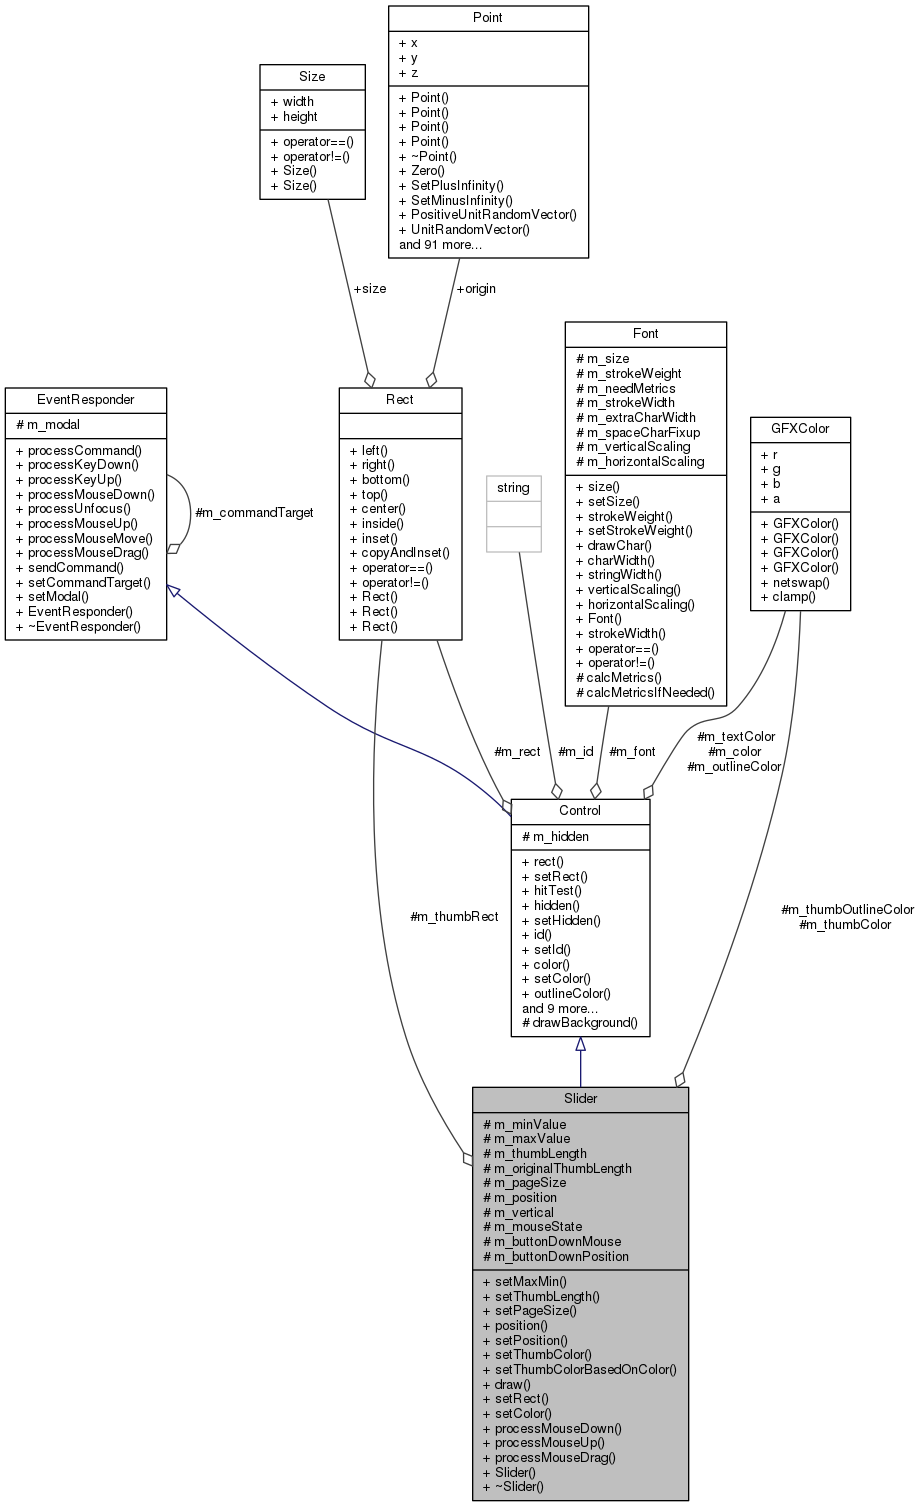 Point
+ x
+ y
+ z
+ Point()
+ Point()
+ Point()
+ Point()
+ ~Point()
+ Zero()
+ SetPlusInfinity()
+ SetMinusInfinity()
+ PositiveUnitRandomVector()
+ UnitRandomVector()
and 91 more...
Size
+ width
+ height
+ operator==()
+ operator!=()
+ Size()
+ Size()
+size
+origin
Font
# m_size
# m_strokeWeight
# m_needMetrics
# m_strokeWidth
# m_extraCharWidth
# m_spaceCharFixup
# m_verticalScaling
# m_horizontalScaling
+ size()
+ setSize()
+ strokeWeight()
+ setStrokeWeight()
+ drawChar()
+ charWidth()
+ stringWidth()
+ verticalScaling()
+ horizontalScaling()
+ Font()
+ strokeWidth()
+ operator==()
+ operator!=()
# calcMetrics()
# calcMetricsIfNeeded()
EventResponder
# m_modal
+ processCommand()
+ processKeyDown()
+ processKeyUp()
+ processMouseDown()
+ processUnfocus()
+ processMouseUp()
+ processMouseMove()
+ processMouseDrag()
+ sendCommand()
+ setCommandTarget()
+ setModal()
+ EventResponder()
+ ~EventResponder()
#m_commandTarget
Rect
+ left()
+ right()
+ bottom()
+ top()
+ center()
+ inside()
+ inset()
+ copyAndInset()
+ operator==()
+ operator!=()
+ Rect()
+ Rect()
+ Rect()
string
GFXColor
+ r
+ g
+ b
+ a
+ GFXColor()
+ GFXColor()
+ GFXColor()
+ GFXColor()
+ netswap()
+ clamp()
#m_rect
#m_id
#m_font
#m_textColor
#m_color
#m_outlineColor
Control
# m_hidden
+ rect()
+ setRect()
+ hitTest()
+ hidden()
+ setHidden()
+ id()
+ setId()
+ color()
+ setColor()
+ outlineColor()
and 9 more...
# drawBackground()
#m_thumbRect
#m_thumbOutlineColor
#m_thumbColor
Slider
# m_minValue
# m_maxValue
# m_thumbLength
# m_originalThumbLength
# m_pageSize
# m_position
# m_vertical
# m_mouseState
# m_buttonDownMouse
# m_buttonDownPosition
+ setMaxMin()
+ setThumbLength()
+ setPageSize()
+ position()
+ setPosition()
+ setThumbColor()
+ setThumbColorBasedOnColor()
+ draw()
+ setRect()
+ setColor()
+ processMouseDown()
+ processMouseUp()
+ processMouseDrag()
+ Slider()
+ ~Slider()